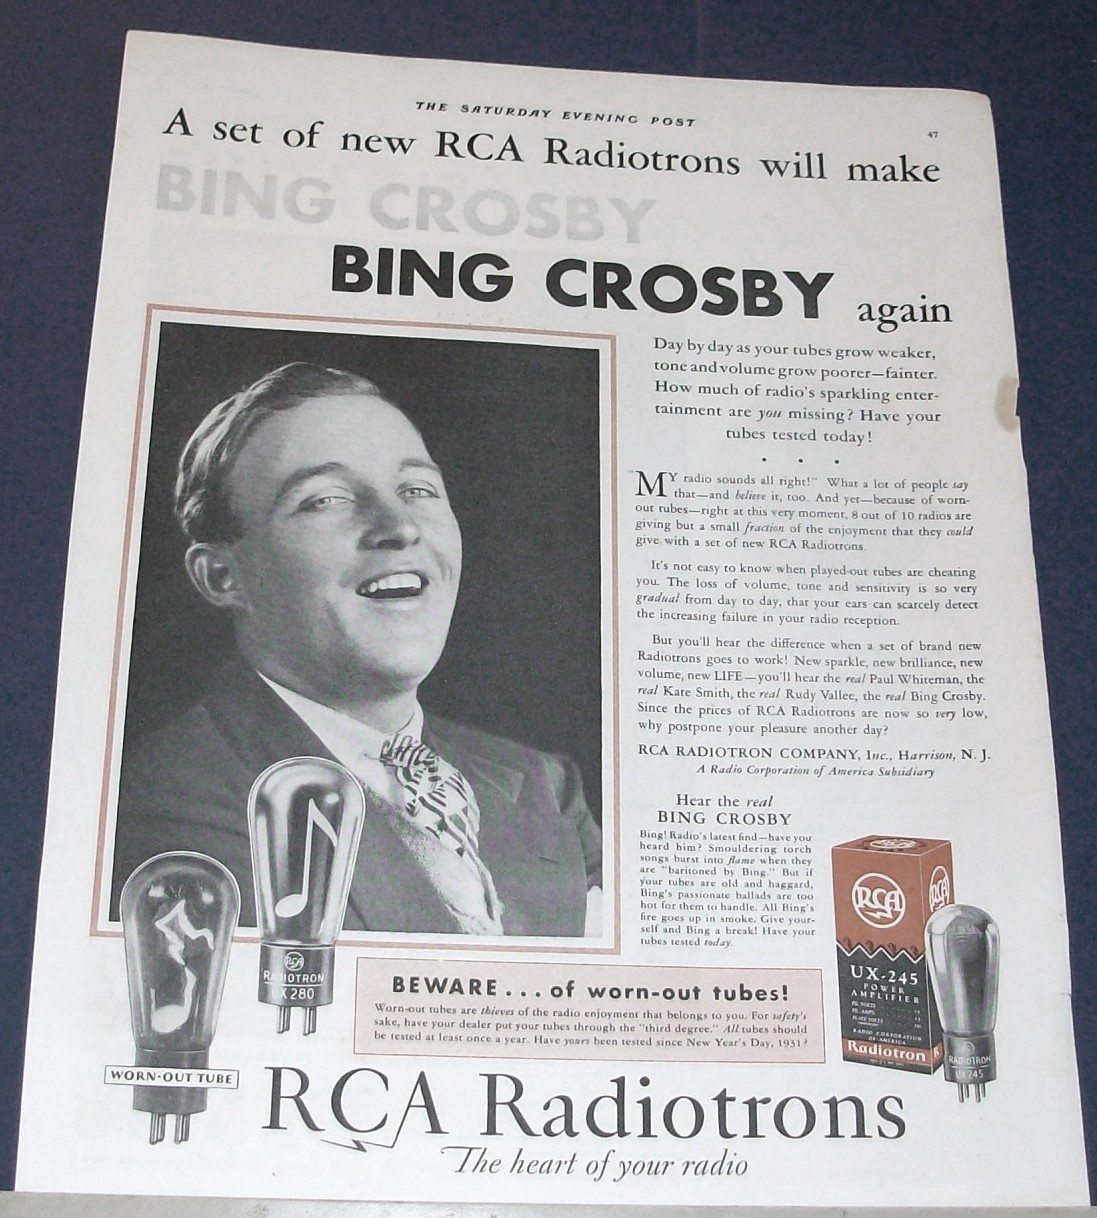 THE SATURDAY EVENING POST
47
A set of new RCA Radiotrons will make
BING CROSBY
BING CROSBY again
Day by day as your tubes grow weaker,
tone and volume grow poorer—fainter.
How much of radio's sparkling enter-
tainment are you missing? Have your
tubes tested today!
"MY radio sounds all right!" What a lot of people say
that—and believe it, too. And yet—because of worn-
out tubes—right at this very moment, 8 out of 10 radios are
giving but a small fraction of the enjoyment that they could
give with a set of new RCA Radiotrons.
It's not easy to know when played-out tubes are cheating
you. The loss of volume, tone and sensitivity is so very
gradual from day to day, that your ears can scarcely detect
the increasing failure in your radio reception.
But you'll hear the difference when a set of brand new
Radiotrons goes to work! New sparkle, new brilliance, new
volume, new LIFE—you'll hear the real Paul Whiteman, the
real Kate Smith, the real Rudy Vallee, the real Bing Crosby.
Since the prices of RCA Radiotrons are now so very low,
why postpone your pleasure another day?
RCA RADIOTRON COMPANY, Inc., Harrison, N. J.
A Radio Corporation of America Subsidiary
Hear the real
BING CROSBY
Bing! Radio's latest find—have you
heard him? Smouldering torch
songs burst into flame when they
are "baritoned by Bing." But if
your tubes are old and haggard,
Bing's passionate ballads are too
hot for them to handle. All Bing's
fire goes up in smoke. Give your-
self and Bing a break! Have your
tubes tested today.
RCA
RADIOTRON
UX 280
WORN-OUT TUBE
BEWARE . . . of worn-out tubes!
Worn-out tubes are thieves of the radio enjoyment that belongs to you. For safety's
sake, have your dealer put your tubes through the "third degree." All tubes should
be tested at least once a year. Have yours been tested since New Year's Day, 1931?
RCA
RCA
UX-245
POWER
AMPLIFIER
FIL. VOLTS
FIL. AMPS
PLATE VOLTS
RADIO CORPORATION
OF AMERICA
Radiotron
R
RADIOTRON
UX 245
RCA Radiotrons
The heart of your radio